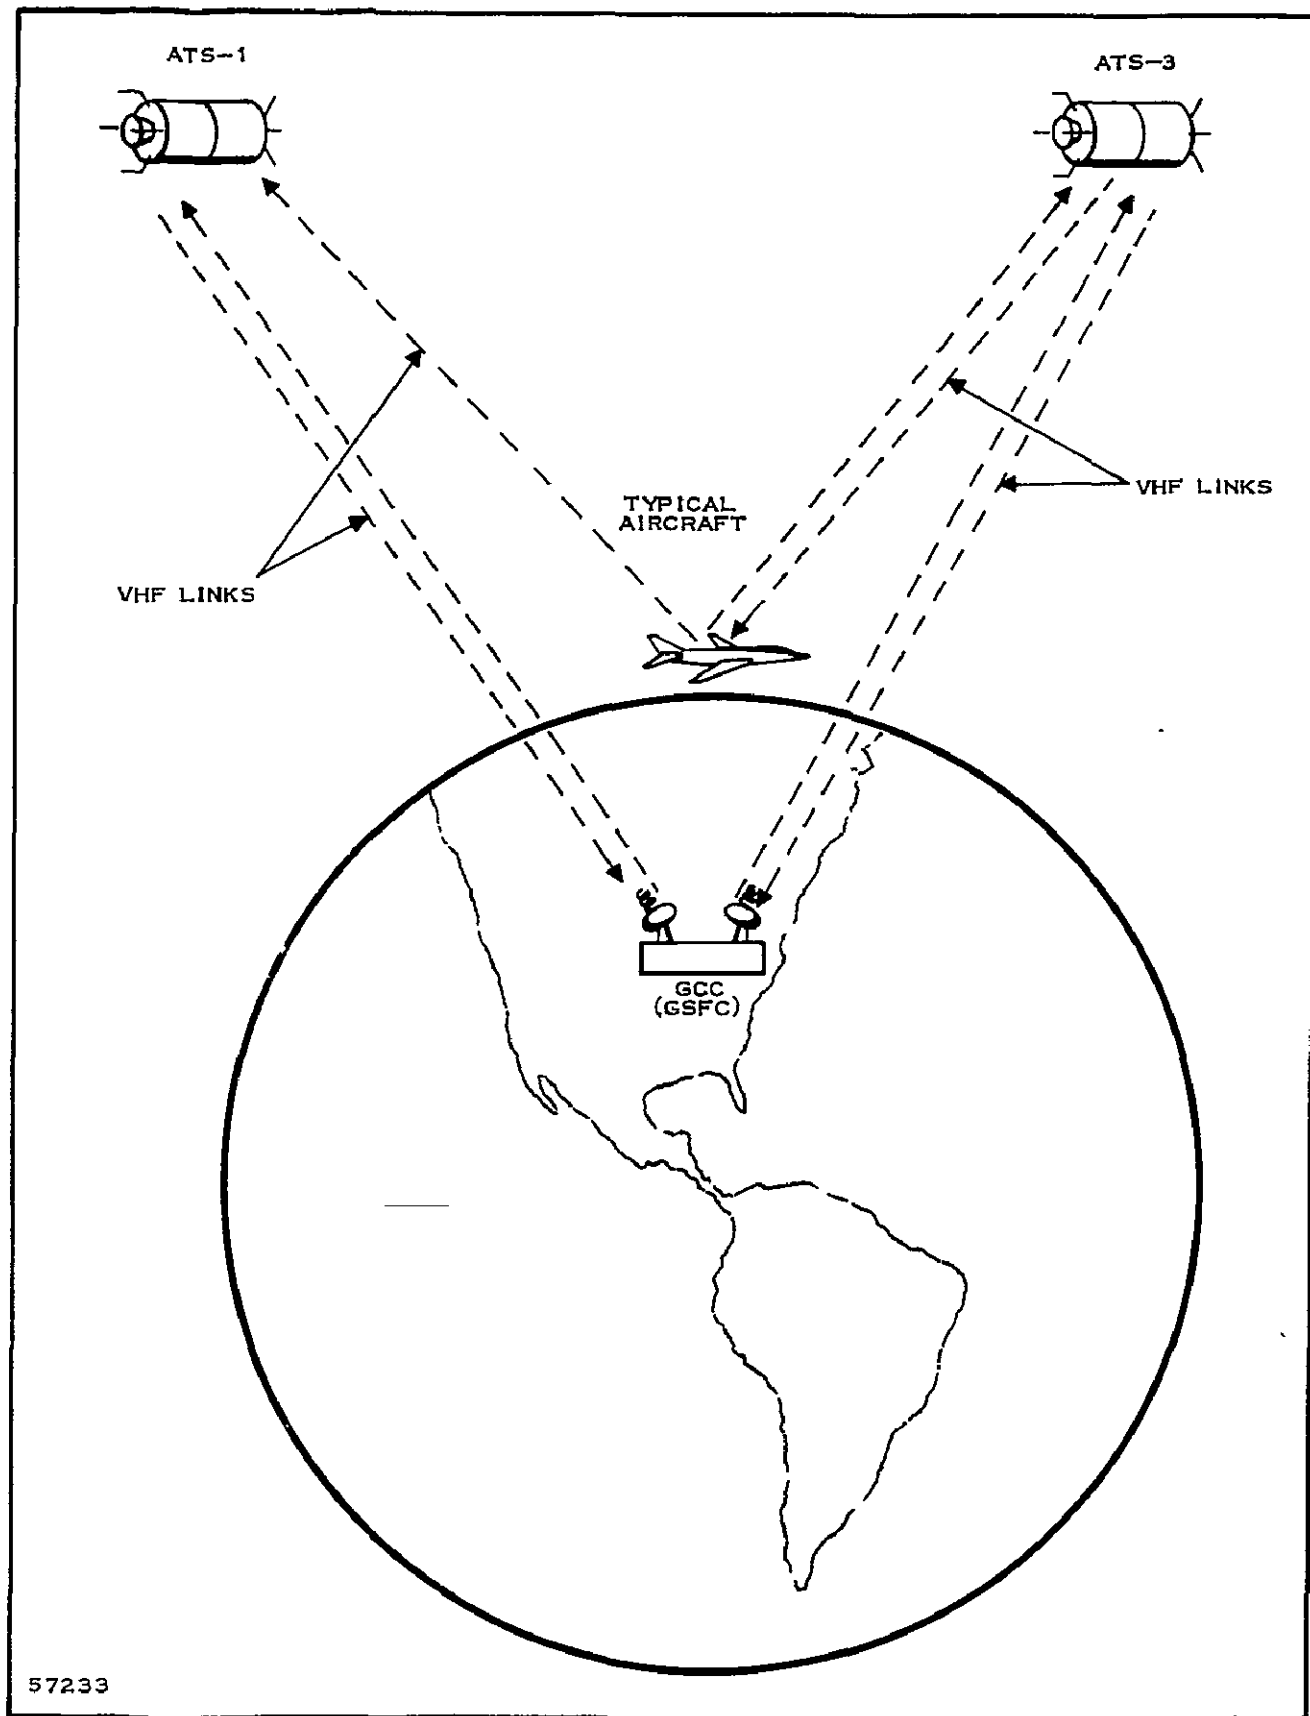 ATS-1
ATS-3
TYPICAL
AIRCRAFT
VHF LINKS
VHF LINKS
GCC
(GSFC)
57233